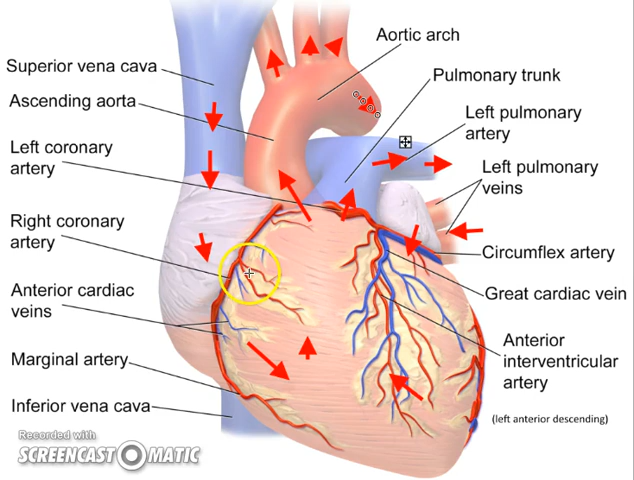 Aortic arch
Superior vena cava
Pulmonary trunk
Ascending aorta
Left pulmonary
artery
Left coronary
artery
Left pulmonary
veins
Right coronary
artery
Circumflex artery
Anterior cardiac
veins
Great cardiac vein
Anterior
interventricular
artery
Marginal artery
Inferior vena cava
(left anterior descending)
Recorded with
SCREENCAST-O-MATIC